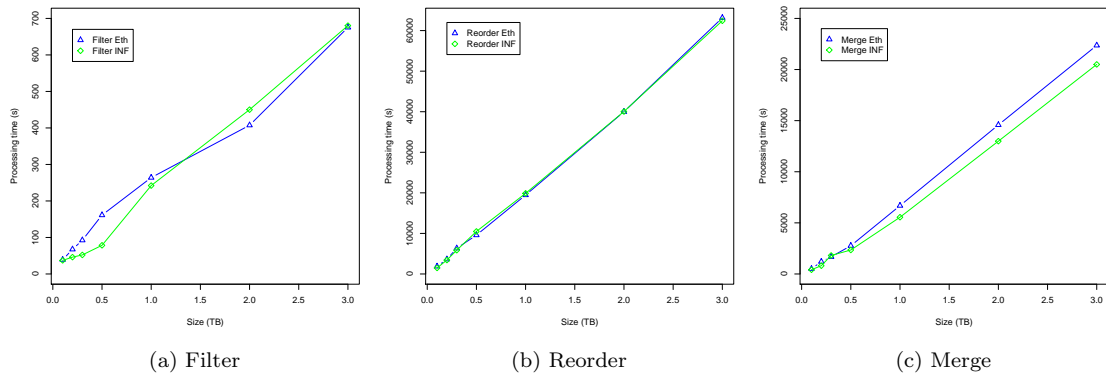 Filter Eth
Filter INF
Processing time (s)
0
100
200
300
400
500
600
700
0.0 0.5 1.0 1.5 2.0 2.5 3.0
Size (TB)
(a) Filter
Reorder Eth
Reorder INF
Processing time (s)
0
10000
20000
30000
40000
50000
60000
0.0 0.5 1.0 1.5 2.0 2.5 3.0
Size (TB)
(b) Reorder
Merge Eth
Merge INF
Processing time (s)
0
5000
10000
15000
20000
25000
0.0 0.5 1.0 1.5 2.0 2.5 3.0
Size (TB)
(c) Merge